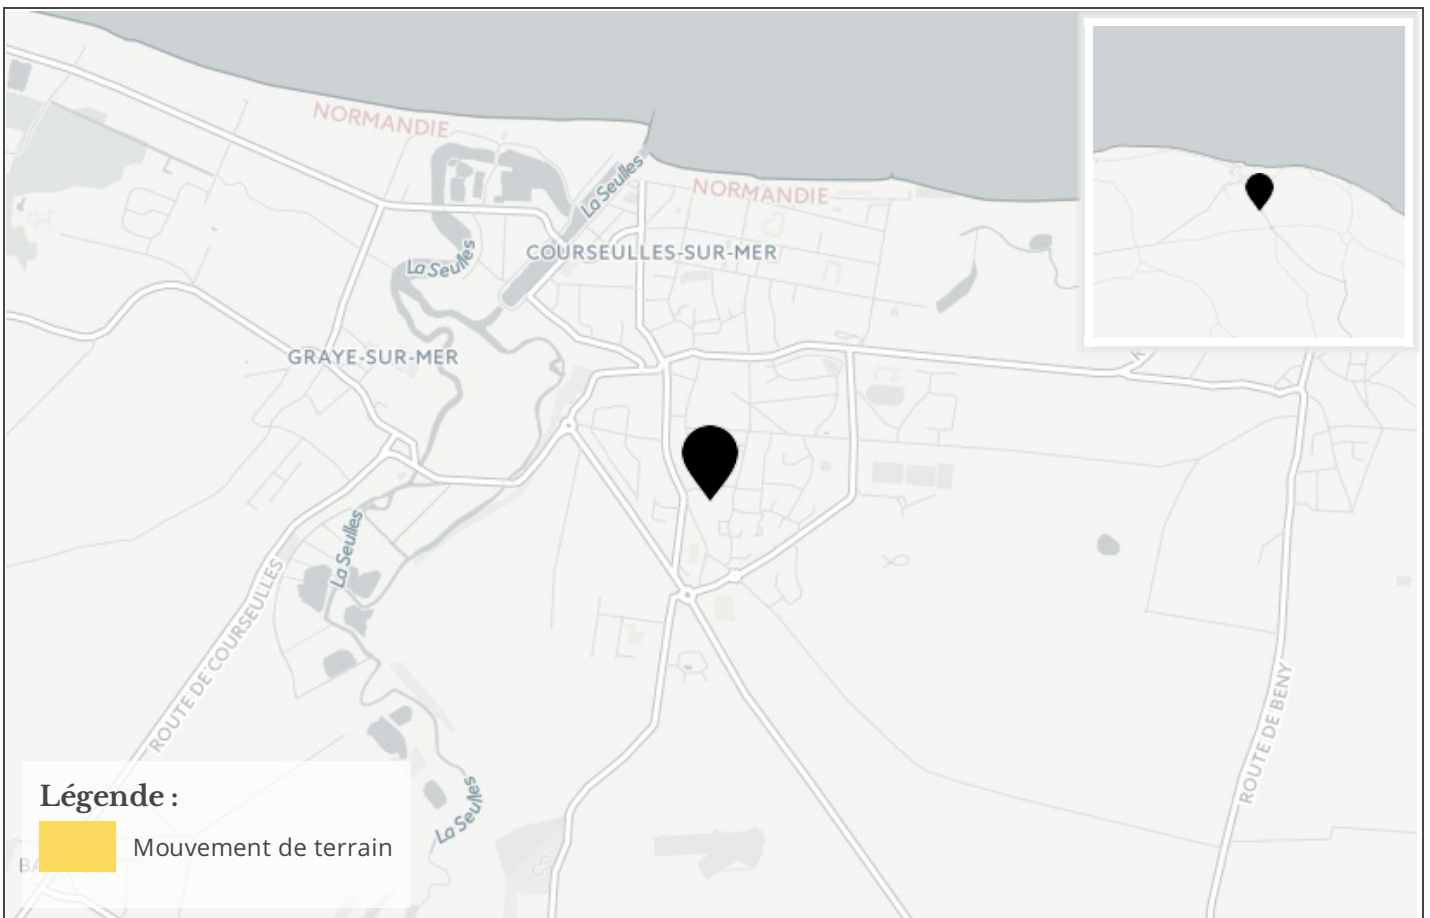 NORMANDIE
NORMANDIE
La Seulles
COURSEULLES-SUR-MER
La Seulles
GRAYE-SUR-MER
La Seulles
ROUTE DE COURSEULLES
ROUTE DE BENY
La Seulles
Légende :
Mouvement de terrain